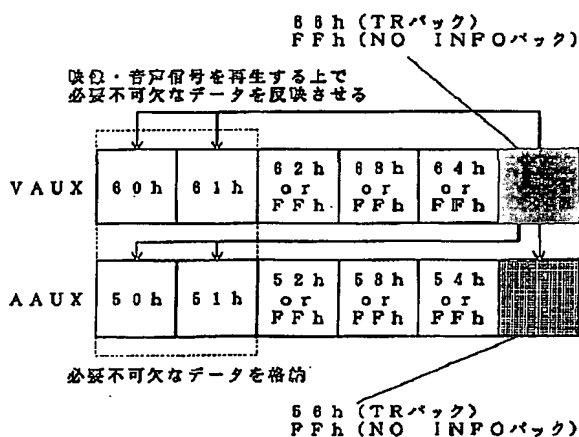 66h(TRパック)
FFh(NO INFOパック)
映像・音声信号を再生する上で
必要不可欠なデータを反映させる
VAUX
60h
61h
62h
or
FFh
63h
or
FFh
64h
or
FFh
AAUX
50h
51h
52h
or
FFh
53h
or
FFh
54h
or
FFh
必要不可欠なデータを格納
56h(TRパック)
FFh(NO INFOパック)